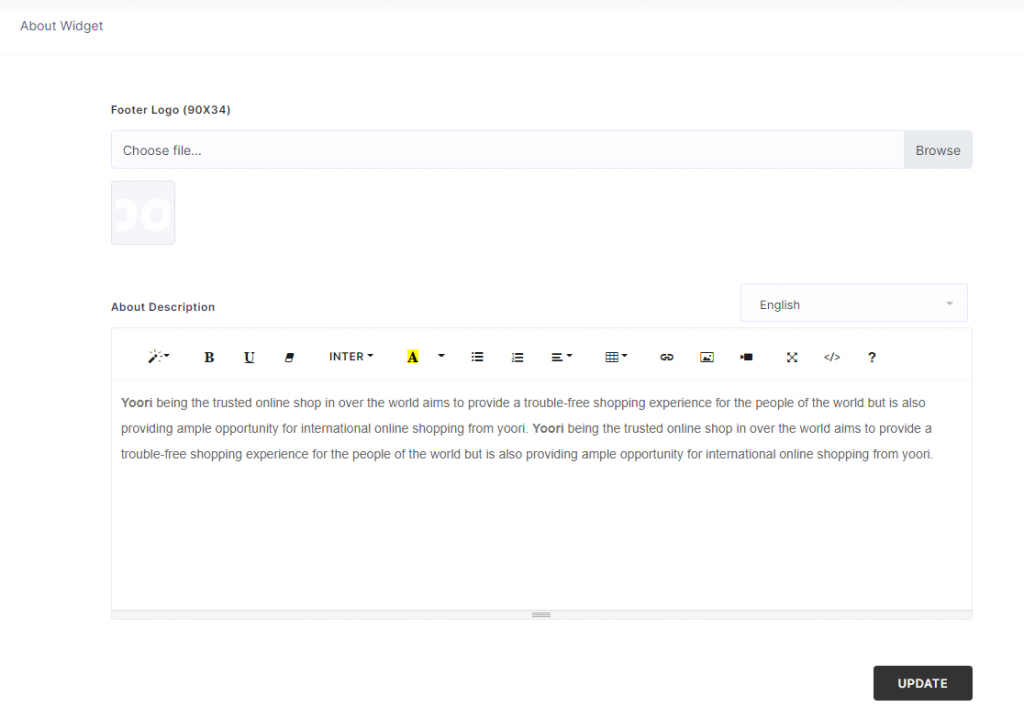 About Widget
Footer Logo (90X34)
Choose file...
Browse
oo
About Description
English
B
U
INTER
A
</>
?
Yoori being the trusted online shop in over the world aims to provide a trouble-free shopping experience for the people of the world but is also
providing ample opportunity for international online shopping from yoori. Yoori being the trusted online shop in over the world aims to provide a
trouble-free shopping experience for the people of the world but is also providing ample opportunity for international online shopping from yoori.
UPDATE